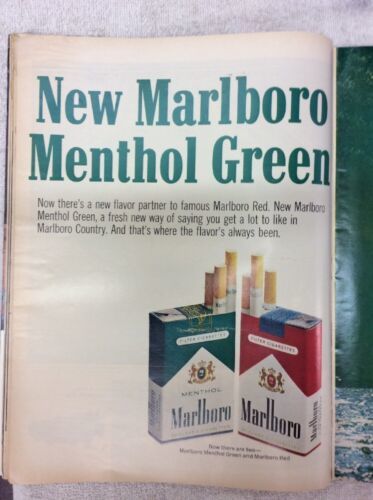 New Marlboro
Menthol Green
Now there's a new flavor partner to famous Marlboro Red. New Marlboro
Menthol Green, a fresh new way of saying you get a lot to like in
Marlboro Country. And that's where the flavor's always been.
FILTER CIGARETTES
MENTHOL
Marlboro
FILTER CIGARETTES
Marlboro
Marlboro
Now there are two—
Marlboro Menthol Green and Marlboro Red